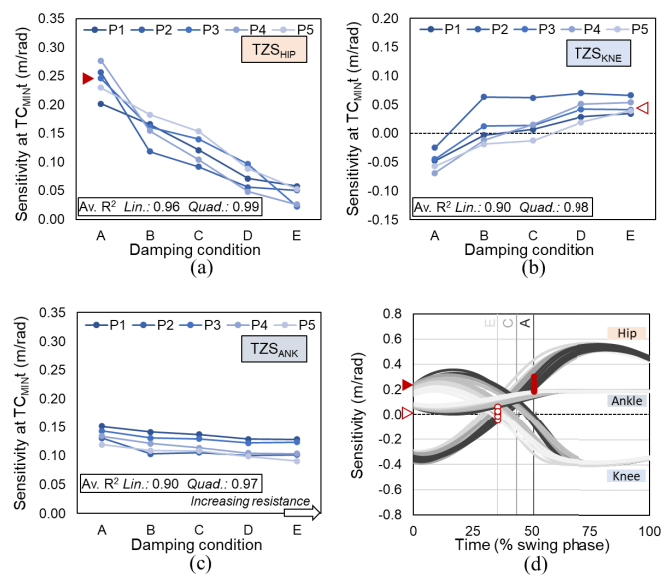 0.35
0.30
0.25
0.20
0.15
0.10
0.05
0.00
Sensitivity at TC_MIN t (m/rad)
P1 P2 P3 P4 P5
TZS_HIP
Av. R² Lin.: 0.96 Quad.: 0.99
A B C D E
Damping condition
(a)
0.20
0.15
0.10
0.05
0.00
-0.05
-0.10
-0.15
Sensitivity at TC_MIN t (m/rad)
P1 P2 P3 P4 P5
TZS_KNE
Av. R² Lin.: 0.90 Quad.: 0.98
A B C D E
Damping condition
(b)
0.35
0.30
0.25
0.20
0.15
0.10
0.05
0.00
Sensitivity at TC_MIN t (m/rad)
P1 P2 P3 P4 P5
TZS_ANK
Av. R² Lin.: 0.90 Quad.: 0.97
Increasing resistance
A B C D E
Damping condition
(c)
0.8
0.6
0.4
0.2
0.0
-0.2
-0.4
-0.6
-0.8
Sensitivity (m/rad)
E C A
Hip
Ankle
Knee
0 25 50 75 100
Time (% swing phase)
(d)